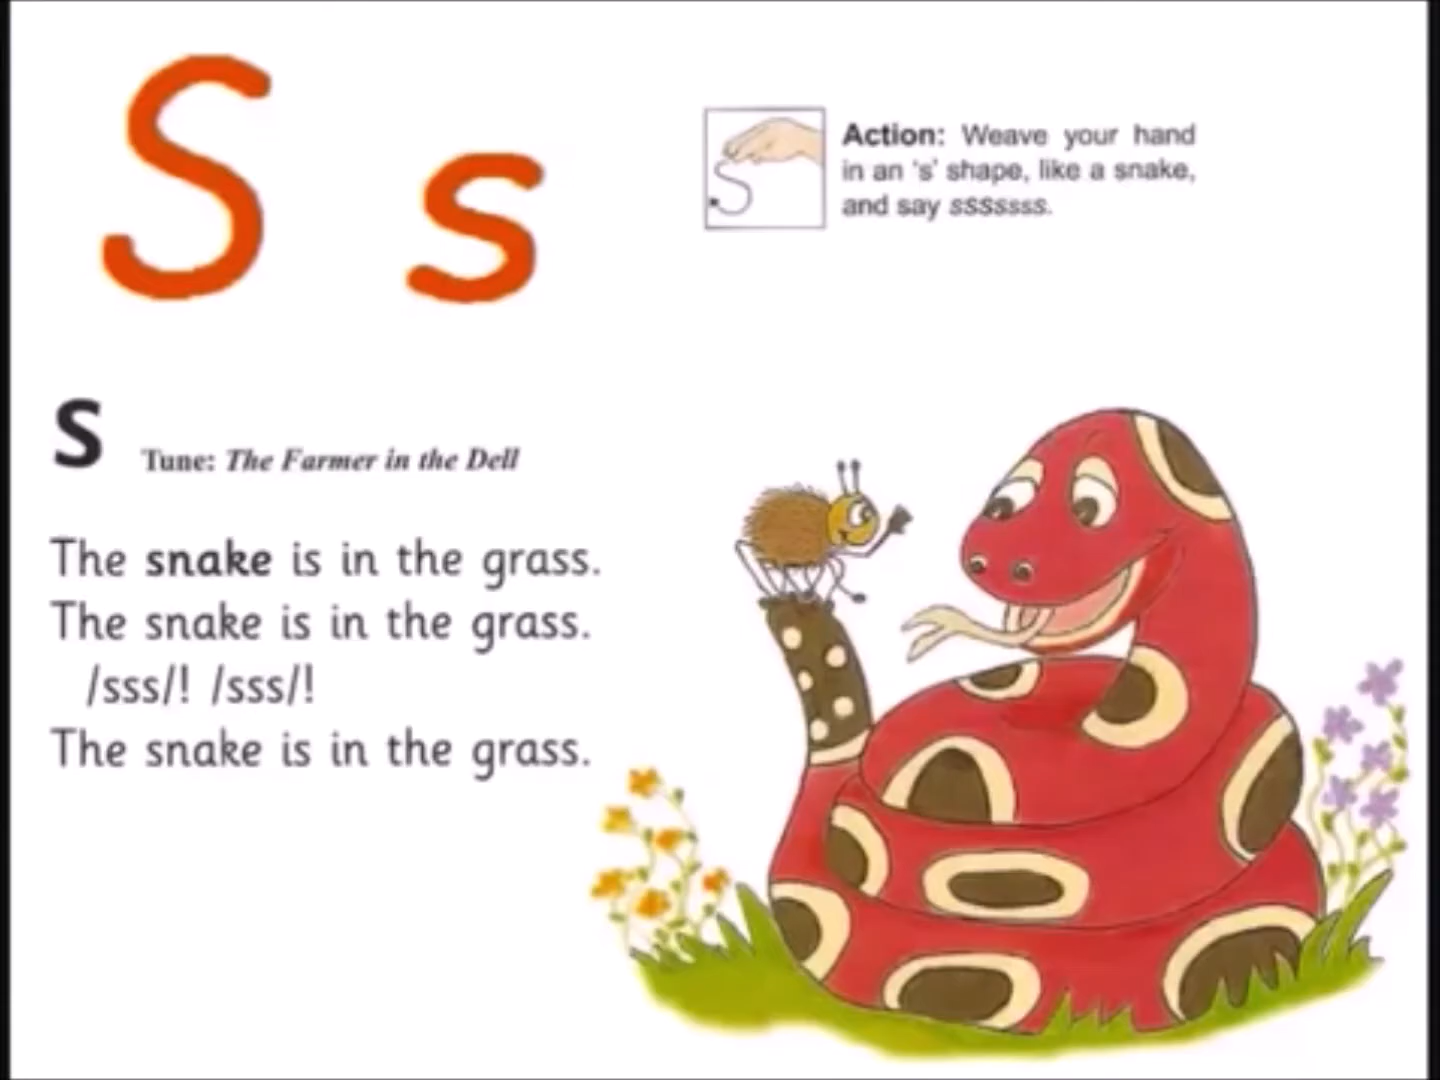 S s
Action: Weave your hand
in an 's' shape, like a snake,
and say sssssss.
s Tune: The Farmer in the Dell
The snake is in the grass.
The snake is in the grass.
/sss/! /sss/!
The snake is in the grass.